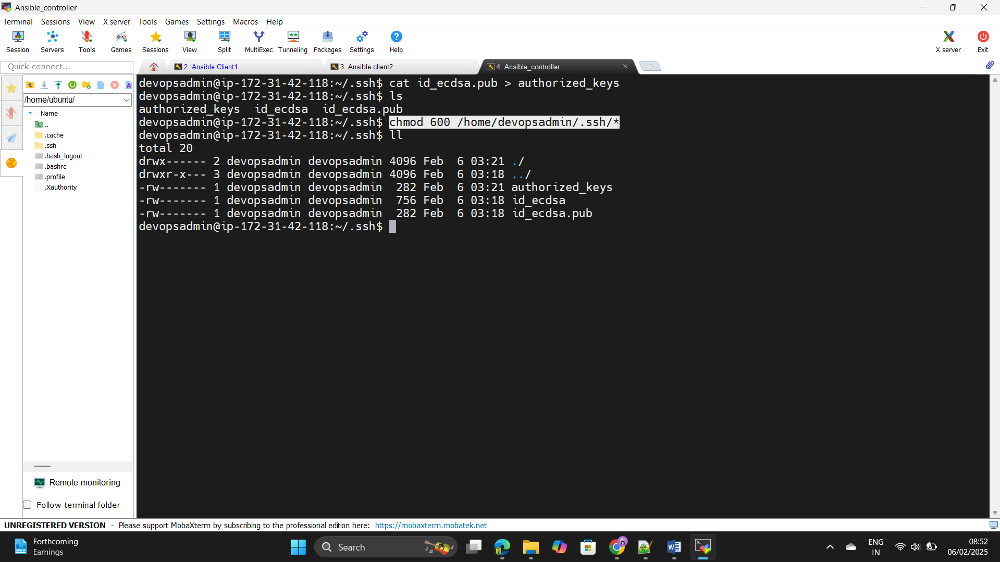 Ansible_controller
Terminal Sessions View X server Tools Games Settings Macros Help
Session Servers Tools Games Sessions View Split MultiExec Tunneling Packages Settings Help X server Exit
Quick connect...
2. Ansible Client1
3. Ansible client2
4. Ansible_controller
/home/ubuntu/
Name
..
.cache
.ssh
.bash_logout
.bashrc
.profile
.Xauthority
devopsadmin@ip-172-31-42-118:~/.ssh$ cat id_ecdsa.pub > authorized_keys
devopsadmin@ip-172-31-42-118:~/.ssh$ ls
authorized_keys  id_ecdsa  id_ecdsa.pub
devopsadmin@ip-172-31-42-118:~/.ssh$ chmod 600 /home/devopsadmin/.ssh/*
devopsadmin@ip-172-31-42-118:~/.ssh$ ll
total 20
drwx------ 2 devopsadmin devopsadmin 4096 Feb  6 03:21 ./
drwxr-x--- 3 devopsadmin devopsadmin 4096 Feb  6 03:18 ../
-rw------- 1 devopsadmin devopsadmin  282 Feb  6 03:21 authorized_keys
-rw------- 1 devopsadmin devopsadmin  756 Feb  6 03:18 id_ecdsa
-rw------- 1 devopsadmin devopsadmin  282 Feb  6 03:18 id_ecdsa.pub
devopsadmin@ip-172-31-42-118:~/.ssh$
Remote monitoring
Follow terminal folder
UNREGISTERED VERSION - Please support MobaXterm by subscribing to the professional edition here: https://mobaxterm.mobatek.net
Forthcoming
Earnings
Search
ENG
IN
08:52
06/02/2025